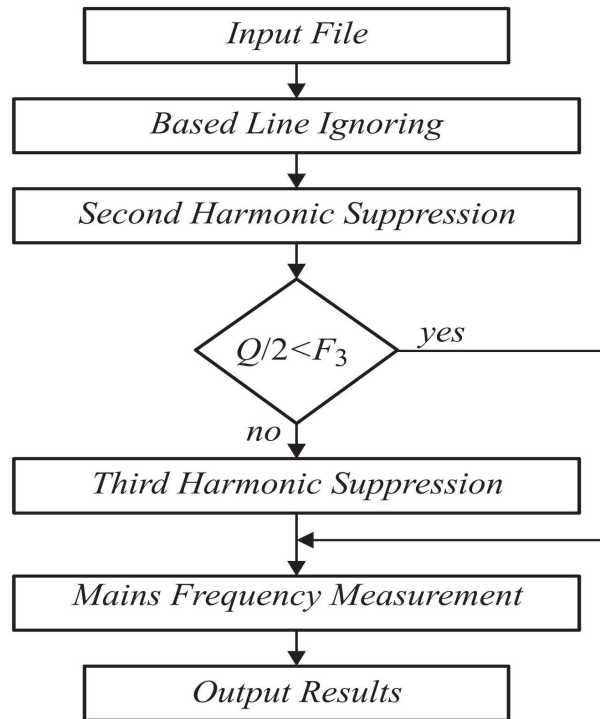 Input File
Based Line Ignoring
Second Harmonic Suppression
Q/2<F₃
yes
no
Third Harmonic Suppression
Mains Frequency Measurement
Output Results